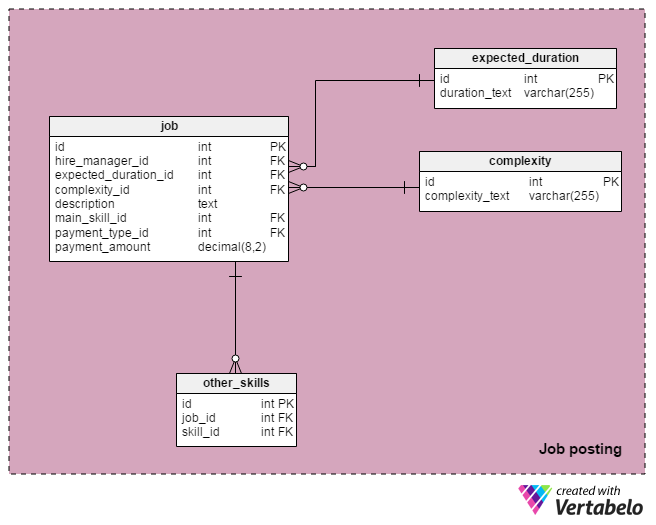 expected_duration
id int PK
duration_text varchar(255)
job
id int PK
hire_manager_id int FK
expected_duration_id int FK
complexity_id int FK
description text
main_skill_id int FK
payment_type_id int FK
payment_amount decimal(8,2)
complexity
id int PK
complexity_text varchar(255)
other_skills
id int PK
job_id int FK
skill_id int FK
Job posting
created with
Vertabelo